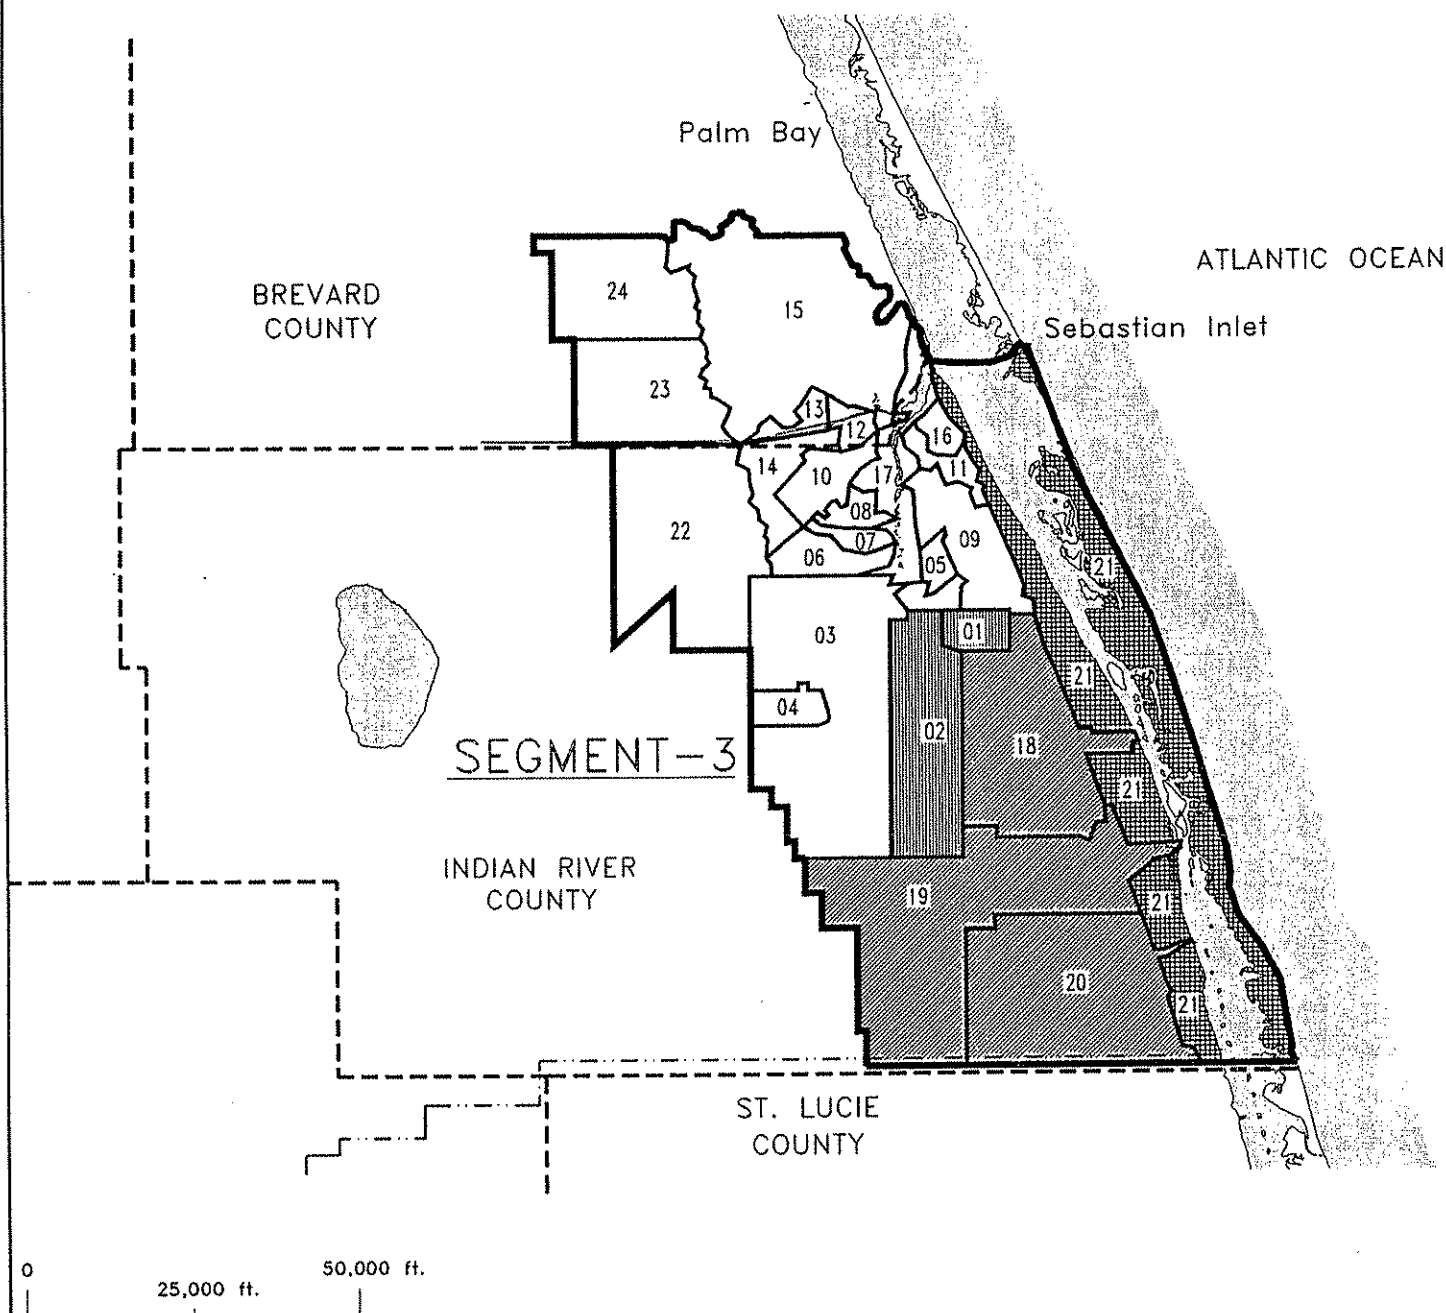 Palm Bay
ATLANTIC OCEAN
BREVARD
COUNTY
24
15
Sebastian Inlet
23
13
12
16
14
10
17
11
22
08
07
09
06
05
21
03
01
21
04
02
18
SEGMENT-3
21
INDIAN RIVER
COUNTY
19
21
20
21
ST. LUCIE
COUNTY
0
25,000 ft.
50,000 ft.